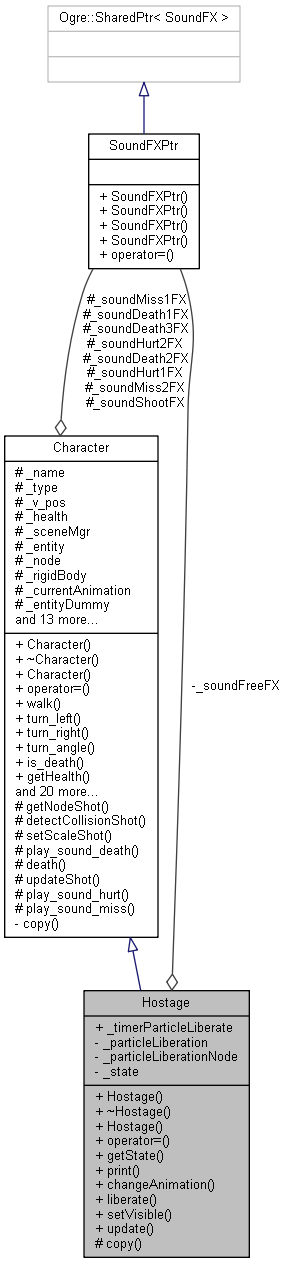 Ogre::SharedPtr< SoundFX >
SoundFXPtr
+ SoundFXPtr()
+ SoundFXPtr()
+ SoundFXPtr()
+ SoundFXPtr()
+ operator=()
#_soundMiss1FX
#_soundDeath1FX
#_soundDeath3FX
#_soundHurt2FX
#_soundDeath2FX
#_soundHurt1FX
#_soundMiss2FX
#_soundShootFX
Character
# _name
# _type
# _v_pos
# _health
# _sceneMgr
# _entity
# _node
# _rigidBody
# _currentAnimation
# _entityDummy
and 13 more...
+ Character()
+ ~Character()
+ Character()
+ operator=()
+ walk()
+ turn_left()
+ turn_right()
+ turn_angle()
+ is_death()
+ getHealth()
and 20 more...
# getNodeShot()
# detectCollisionShot()
# setScaleShot()
# play_sound_death()
# death()
# updateShot()
# play_sound_hurt()
# play_sound_miss()
- copy()
-_soundFreeFX
Hostage
+ _timerParticleLiberate
- _particleLiberation
- _particleLiberationNode
- _state
+ Hostage()
+ ~Hostage()
+ Hostage()
+ operator=()
+ getState()
+ print()
+ changeAnimation()
+ liberate()
+ setVisible()
+ update()
# copy()